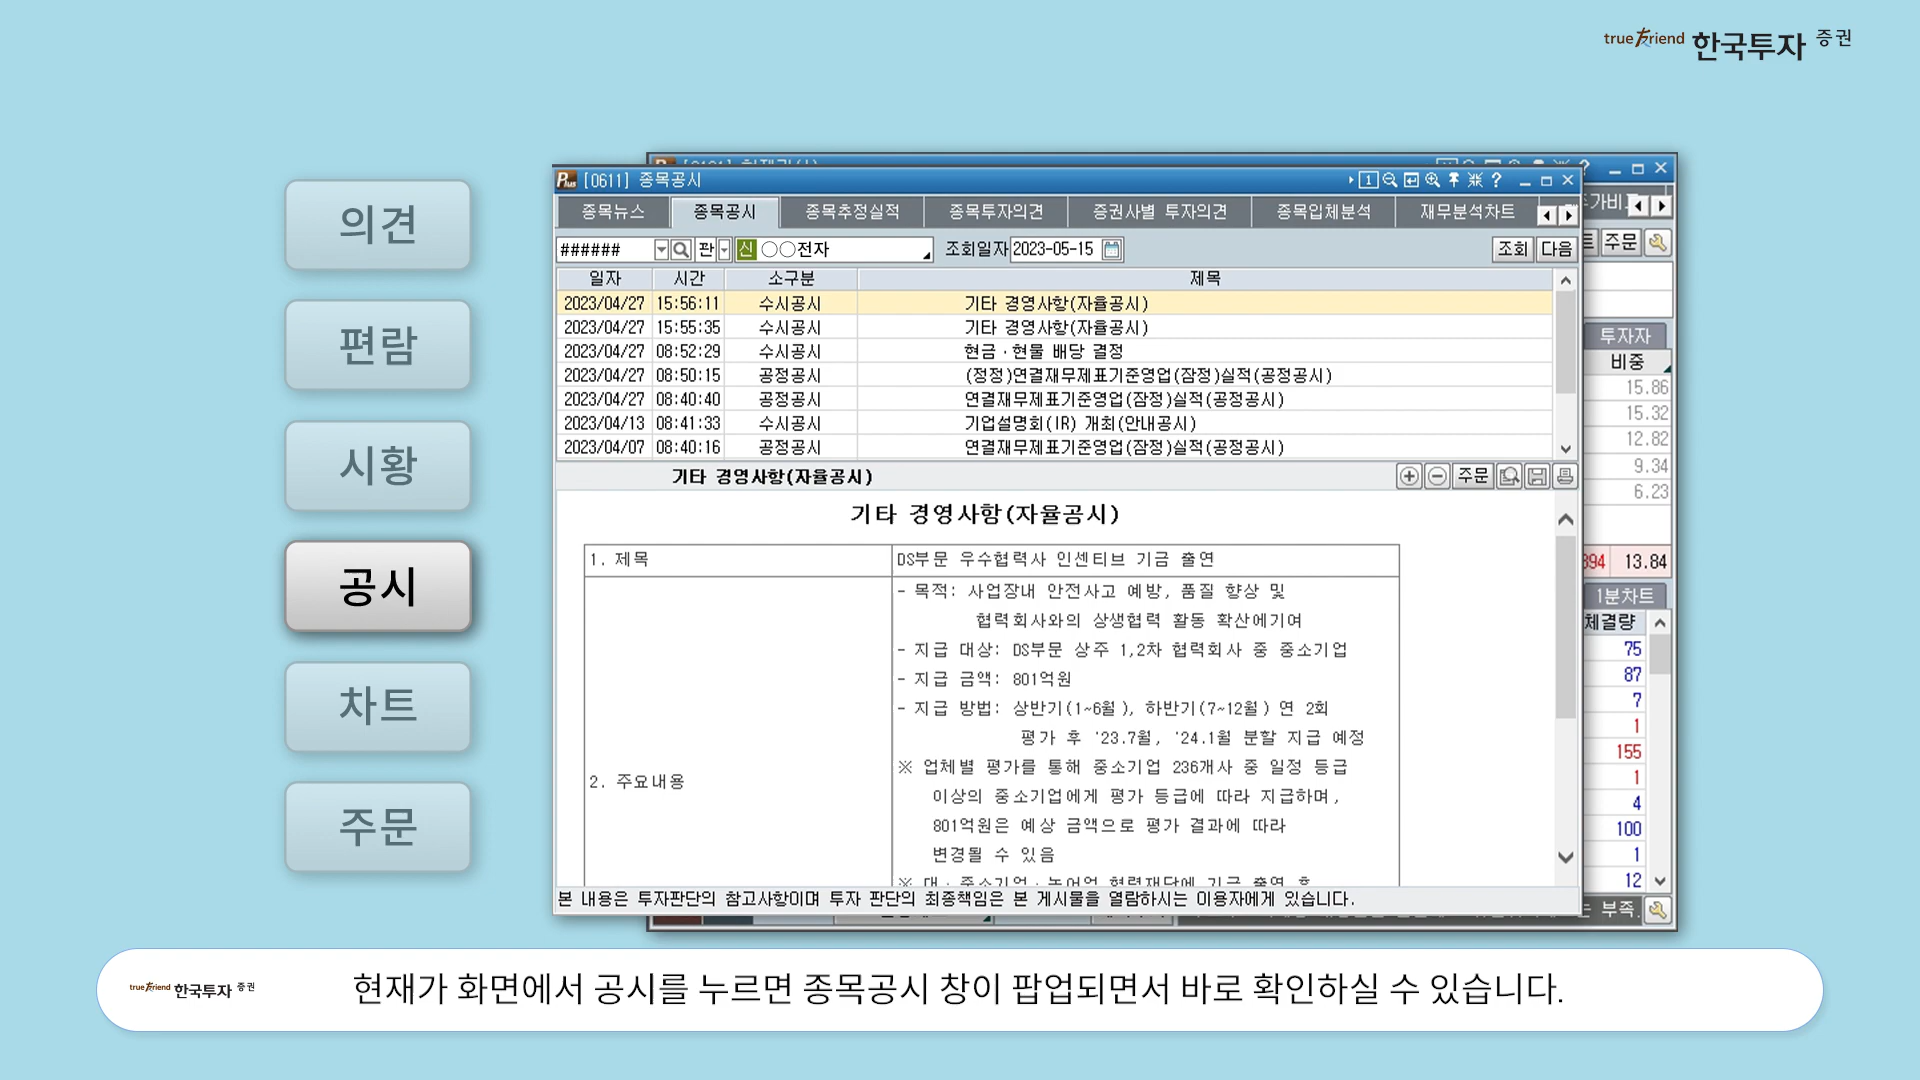 true friend 한국투자 증권
의견
편람
시황
공시
차트
주문
[0611] 종목공시
종목뉴스 종목공시 종목추정실적 종목투자의견 증권사별 투자의견 종목입체분석 재무분석차트
###### 판 신 ○○전자 조회일자 2023-05-15 조회 다음
일자 시간 소구분 제목
2023/04/27 15:56:11 수시공시 기타 경영사항(자율공시)
2023/04/27 15:55:35 수시공시 기타 경영사항(자율공시)
2023/04/27 08:52:29 수시공시 현금·현물 배당 결정
2023/04/27 08:50:15 공정공시 (정정)연결재무제표기준영업(잠정)실적(공정공시)
2023/04/27 08:40:40 공정공시 연결재무제표기준영업(잠정)실적(공정공시)
2023/04/13 08:41:33 수시공시 기업설명회(IR) 개최(안내공시)
2023/04/07 08:40:16 공정공시 연결재무제표기준영업(잠정)실적(공정공시)
기타 경영사항(자율공시) 주문
기타 경영사항(자율공시)
1. 제목 DS부문 우수협력사 인센티브 기금 출연
2. 주요내용
- 목적: 사업장내 안전사고 예방, 품질 향상 및
협력회사와의 상생협력 활동 확산에기여
- 지급 대상: DS부문 상주 1,2차 협력회사 중 중소기업
- 지급 금액: 801억원
- 지급 방법: 상반기(1~6월), 하반기(7~12월) 연 2회
평가 후 '23.7월, '24.1월 분할 지급 예정
※ 업체별 평가를 통해 중소기업 236개사 중 일정 등급
이상의 중소기업에게 평가 등급에 따라 지급하며,
801억원은 예상 금액으로 평가 결과에 따라
변경될 수 있음
본 내용은 투자판단의 참고사항이며 투자 판단의 최종책임은 본 게시물을 열람하시는 이용자에게 있습니다.
주문
투자자
비중
15.86
15.32
12.82
9.34
6.23
394 13.84
1분차트
체결량
75
87
7
1
155
1
4
100
1
12
부족.
true friend 한국투자 증권
현재가 화면에서 공시를 누르면 종목공시 창이 팝업되면서 바로 확인하실 수 있습니다.